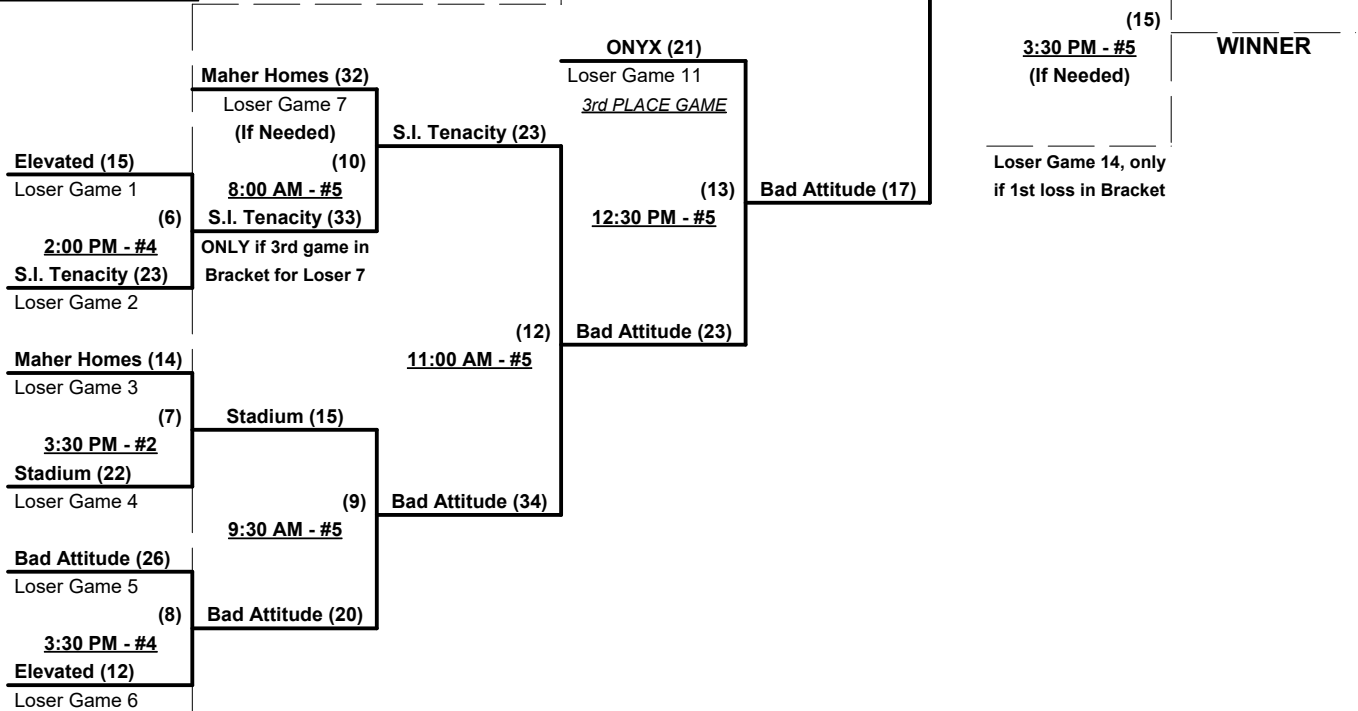 (15)
3:30 PM - #5
WINNER
(If Needed)
Loser Game 14, only
if 1st loss in Bracket
ONYX (21)
Loser Game 11
3rd PLACE GAME
(13)
12:30 PM - #5
Bad Attitude (17)
Maher Homes (32)
Loser Game 7
(If Needed)
(10)
8:00 AM - #5
S.I. Tenacity (33)
ONLY if 3rd game in
Bracket for Loser 7
S.I. Tenacity (23)
Elevated (15)
Loser Game 1
(6)
2:00 PM - #4
S.I. Tenacity (23)
Loser Game 2
(12)
11:00 AM - #5
Bad Attitude (23)
Maher Homes (14)
Loser Game 3
(7)
3:30 PM - #2
Stadium (22)
Loser Game 4
Stadium (15)
(9)
9:30 AM - #5
Bad Attitude (34)
Bad Attitude (26)
Loser Game 5
(8)
3:30 PM - #4
Elevated (12)
Loser Game 6
Bad Attitude (20)